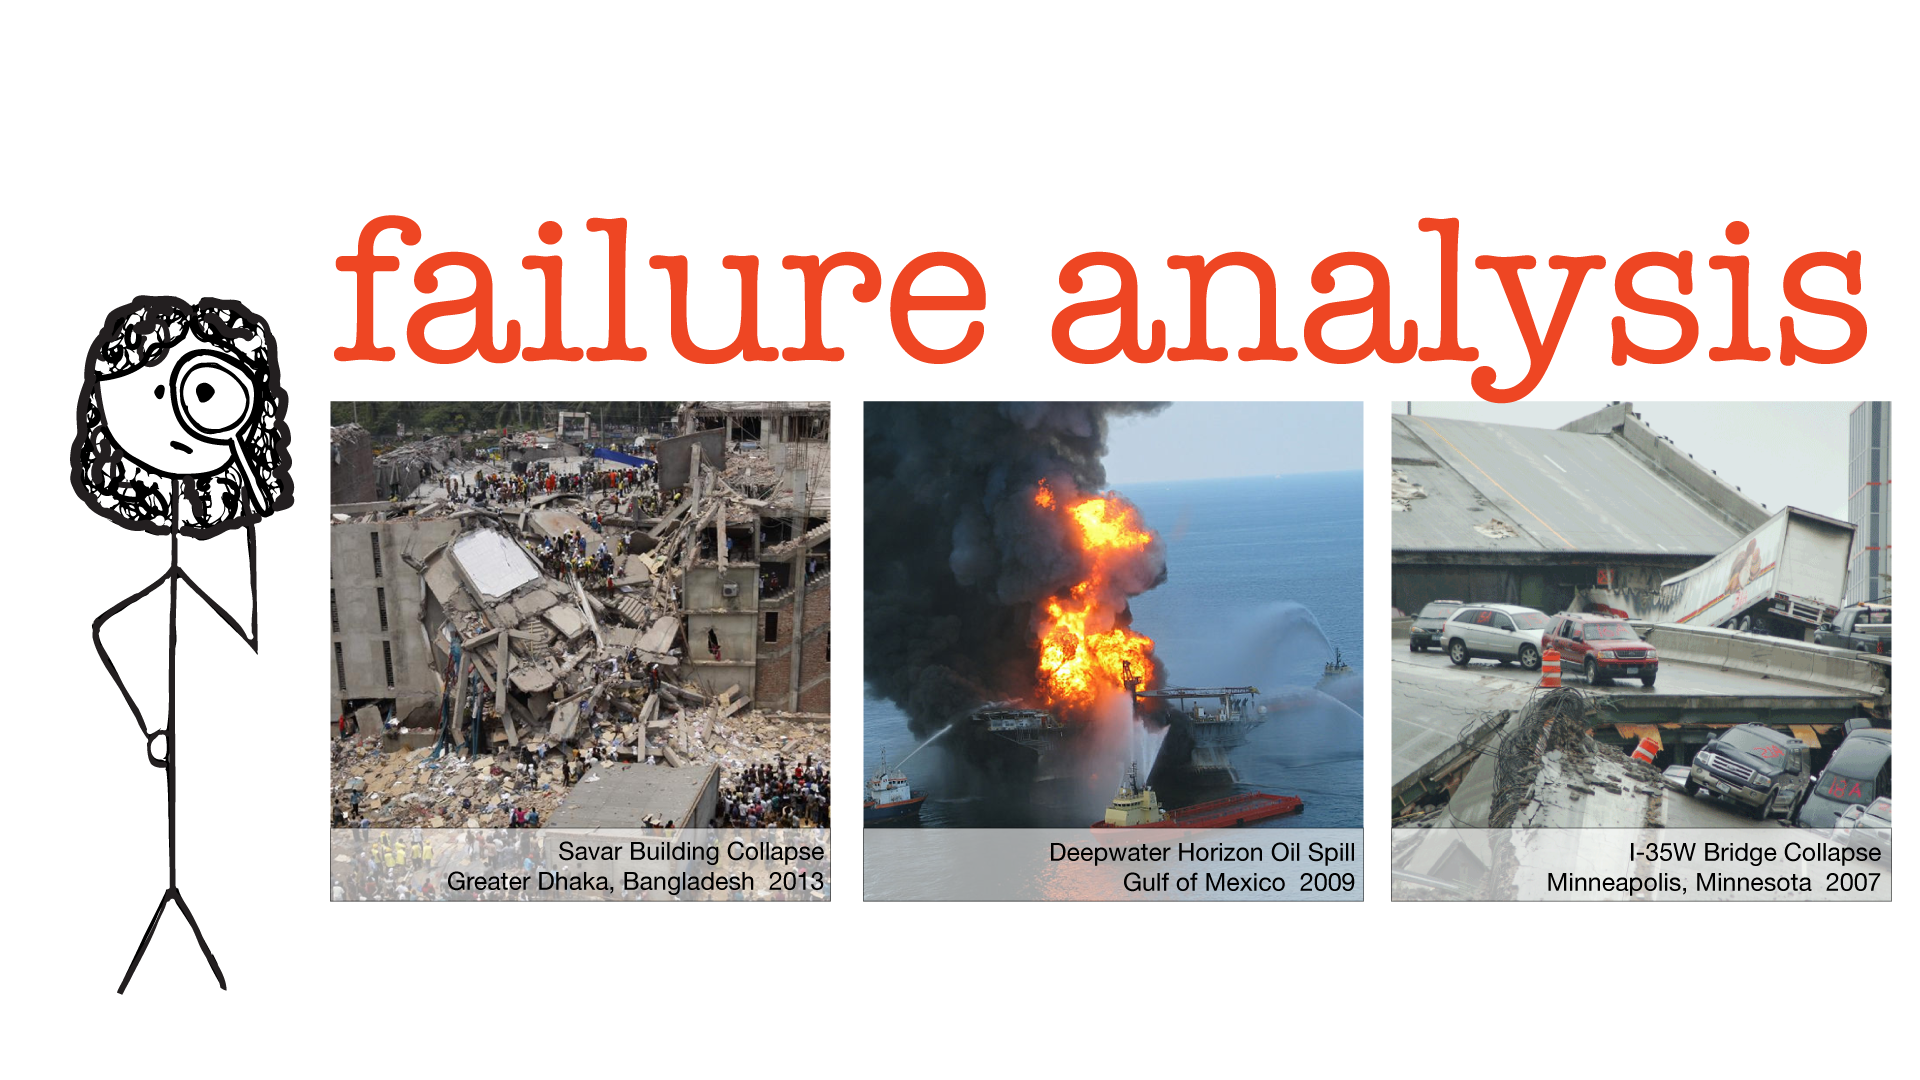 failure analysis
Savar Building Collapse
Greater Dhaka, Bangladesh 2013
Deepwater Horizon Oil Spill
Gulf of Mexico 2009
I-35W Bridge Collapse
Minneapolis, Minnesota 2007